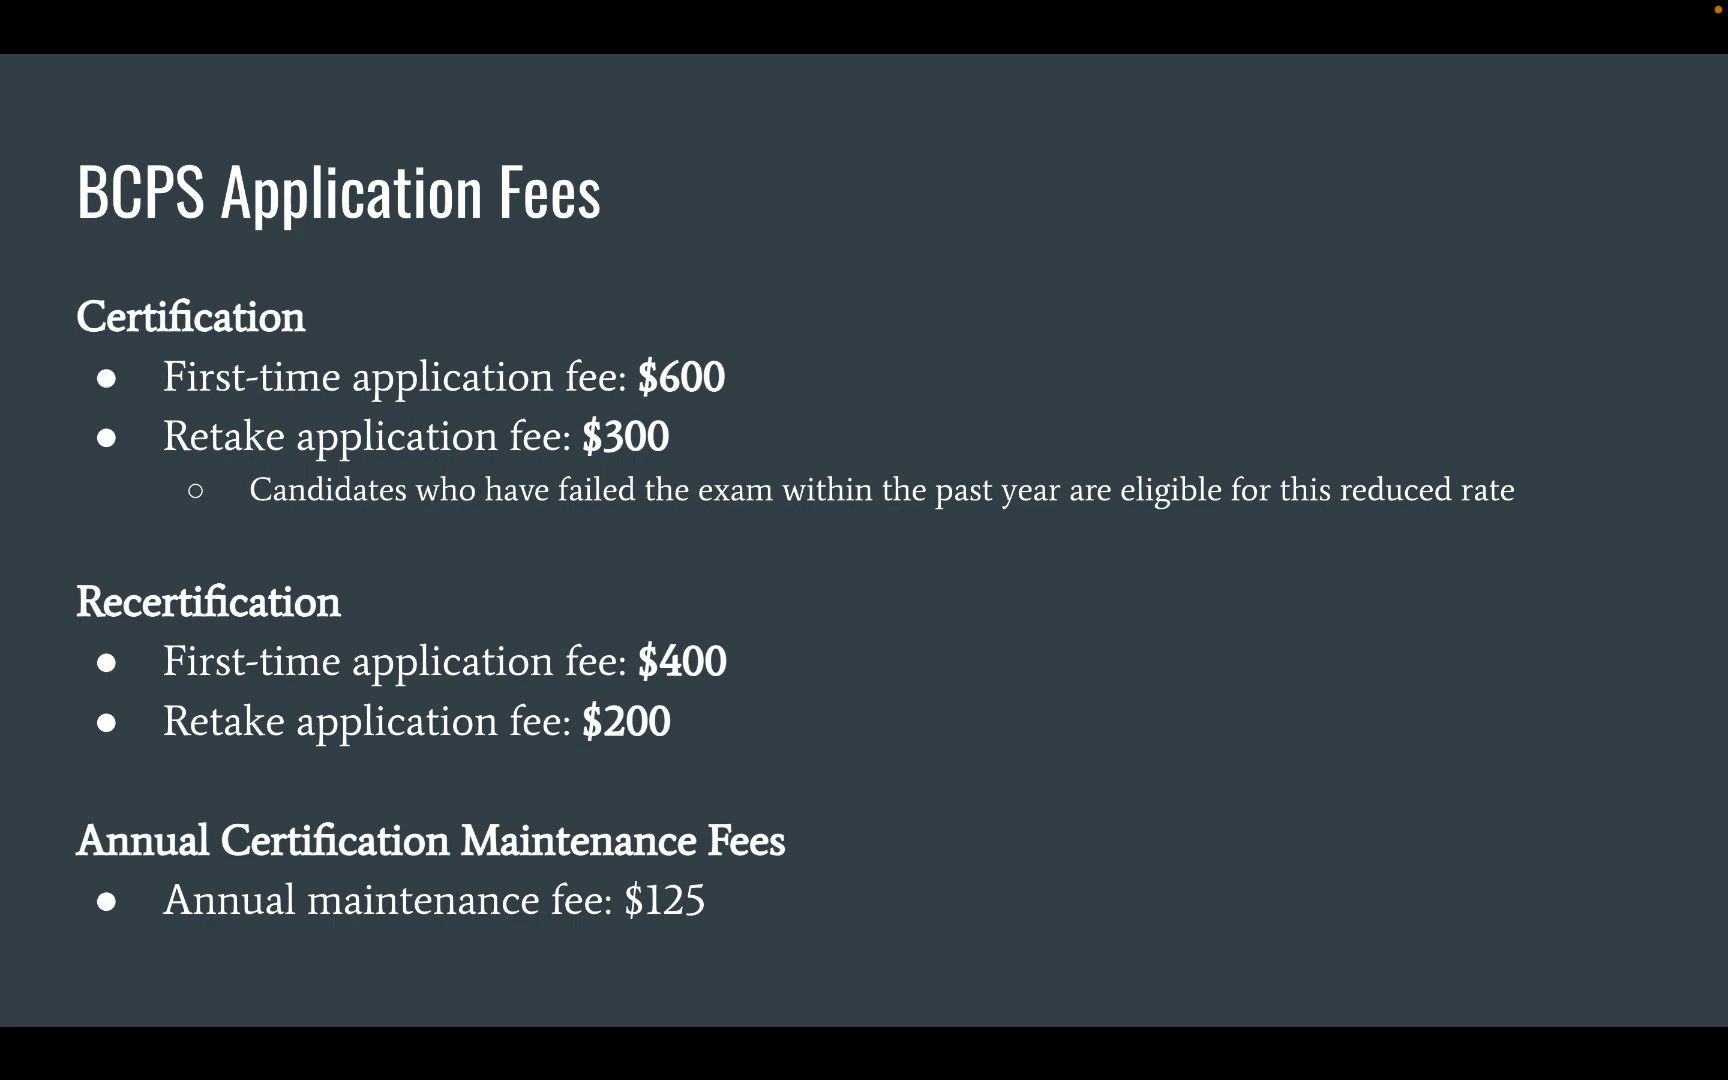 BCPS Application Fees
Certification
● First-time application fee: $600
● Retake application fee: $300
○ Candidates who have failed the exam within the past year are eligible for this reduced rate
Recertification
● First-time application fee: $400
● Retake application fee: $200
Annual Certification Maintenance Fees
● Annual maintenance fee: $125